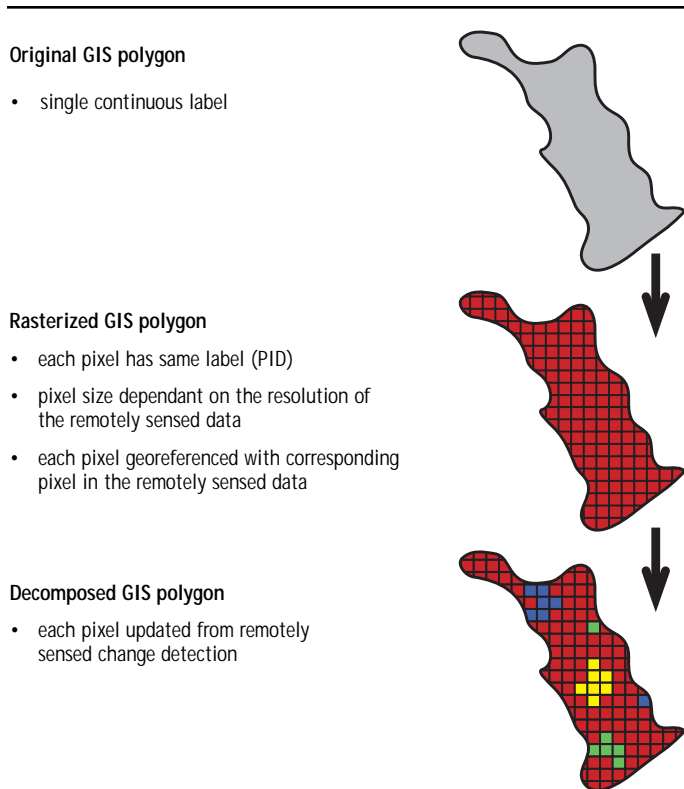 Original GIS polygon
• single continuous label
Rasterized GIS polygon
• each pixel has same label (PID)
• pixel size dependant on the resolution of
the remotely sensed data
• each pixel georeferenced with corresponding
pixel in the remotely sensed data
Decomposed GIS polygon
• each pixel updated from remotely
sensed change detection